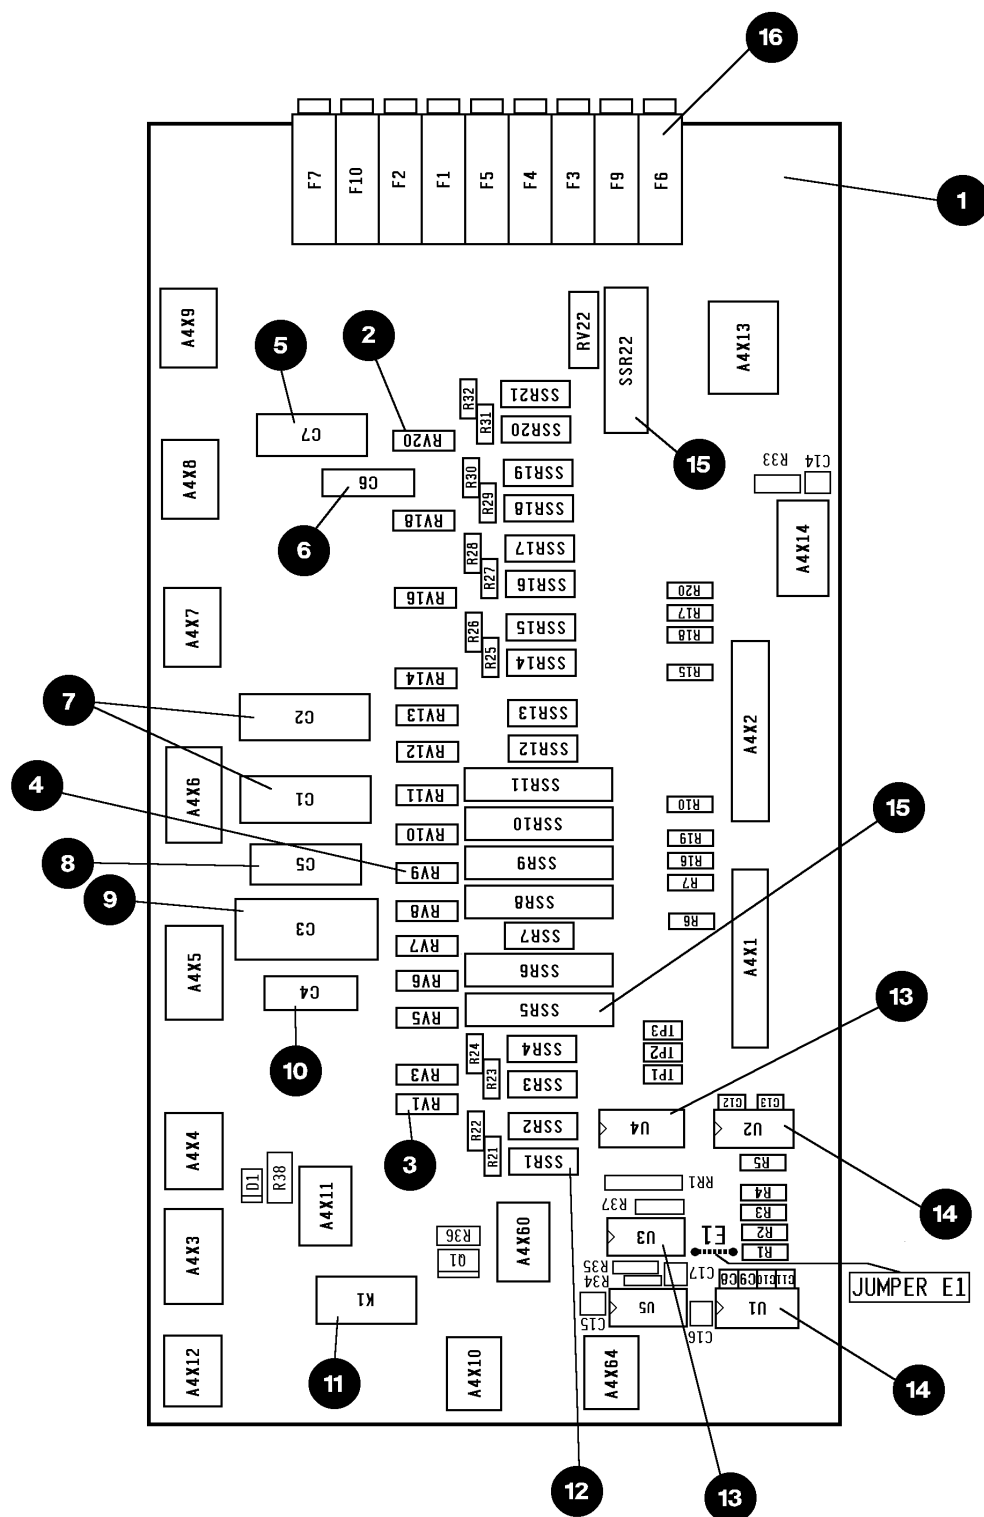 16
F7
F10
F2
F1
F5
F4
F3
F9
F6
1
A4X9
5
2
RV22
SSR22
A4X13
R32
R31
SSR21
SSR20
C7
RV20
15
A4X8
C6
R30
R29
SSR19
SSR18
R33
C14
RV18
6
A4X14
R28
R27
SSR17
SSR16
A4X7
RV16
R20
R17
R18
R26
R25
SSR15
SSR14
R15
RV14
7
C2
RV13
SSR13
A4X2
RV12
SSR12
4
A4X6
C1
RV11
SSR11
R10
15
RV10
SSR10
R19
8
C5
RV9
SSR9
R16
R7
9
C3
RV8
SSR8
R6
A4X1
A4X5
RV7
SSR7
C4
RV6
SSR6
13
RV5
SSR5
10
R24
R23
SSR4
SSR3
TP3
TP2
TP1
RV3
RV1
C12
C13
A4X4
3
R22
R21
SSR2
SSR1
U4
U2
R5
D1
R38
A4X11
RR1
R4
14
R37
R3
A4X3
R36
Q1
A4X60
U3
E1
R2
R1
R35
R34
C17
C8
C9
C10
C11
JUMPER E1
K1
C15
U5
C16
U1
A4X12
11
A4X10
A4X64
14
12
13